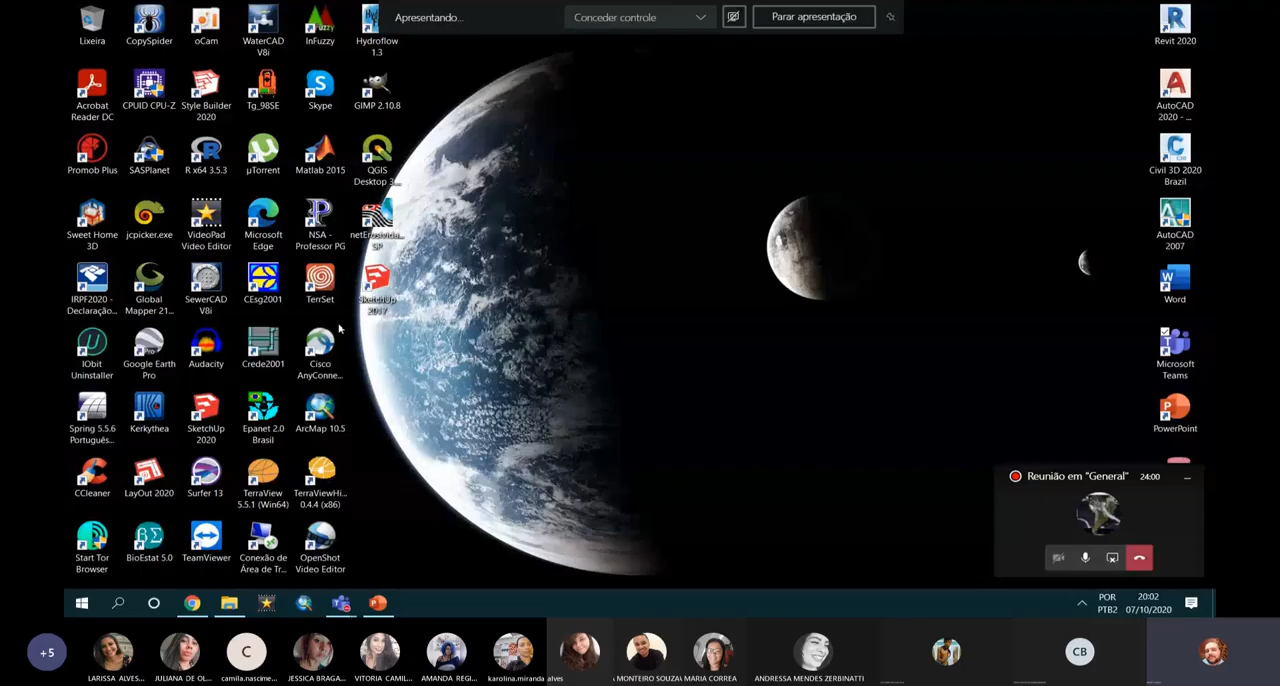 Apresentando...
Conceder controle
Parar apresentação
Lixeira
CopySpider
oCam
WaterCAD
V8i
InFuzzy
Hydroflow
1.3
Revit 2020
Acrobat
Reader DC
CPUID CPU-Z
Style Builder
2020
Tg_98SE
Skype
GIMP 2.10.8
AutoCAD
2020 - ...
Promob Plus
SASPlanet
R x64 3.5.3
µTorrent
Matlab 2015
QGIS
Desktop 3...
Civil 3D 2020
Brazil
Sweet Home
3D
jcpicker.exe
VideoPad
Video Editor
Microsoft
Edge
NSA -
Professor PG
netErosivida...
SP
AutoCAD
2007
IRPF2020 -
Declaração...
Global
Mapper 21...
SewerCAD
V8i
CEsg2001
TerrSet
SketchUp
2017
Word
IObit
Uninstaller
Google Earth
Pro
Audacity
Crede2001
Cisco
AnyConne...
Microsoft
Teams
Spring 5.5.6
Português...
Kerkythea
SketchUp
2020
Epanet 2.0
Brasil
ArcMap 10.5
PowerPoint
CCleaner
LayOut 2020
Surfer 13
TerraView
5.5.1 (Win64)
TerraViewHi...
0.4.4 (x86)
Reunião em "General"
24:00
Start Tor
Browser
BioEstat 5.0
TeamViewer
Conexão de
Área de Tr...
OpenShot
Video Editor
POR
PTB2
20:02
07/10/2020
+5
C
CB
LARISSA ALVES...
JULIANA DE OL...
camila.nascime...
JESSICA BRAGA...
VITORIA CAMIL...
AMANDA REGI...
karolina.miranda
alves
MONTEIRO SOUZA
MARIA CORREA
ANDRESSA MENDES ZERBINATTI